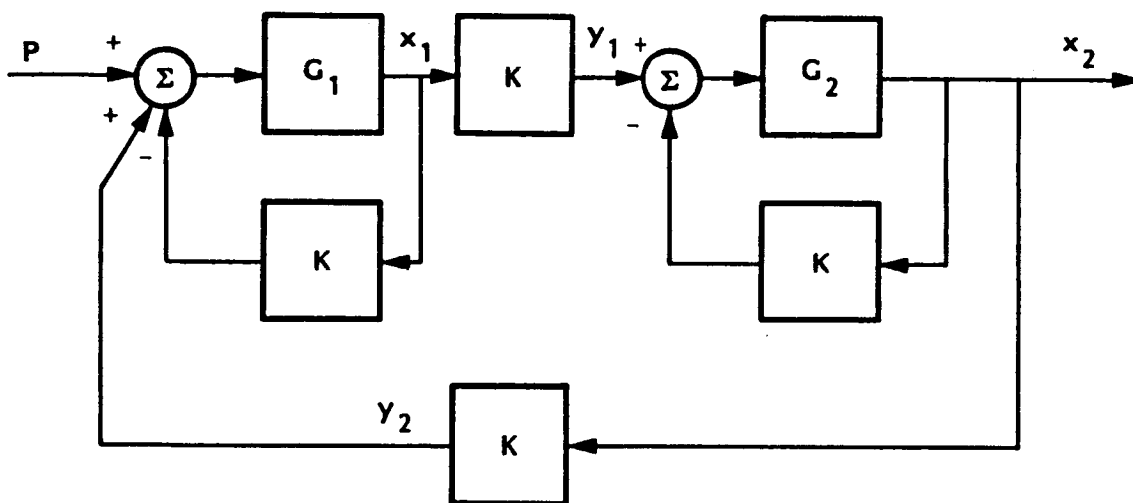 P + Σ G₁ x₁ K y₁ + Σ G₂ x₂
+ - -
K K
y₂ K